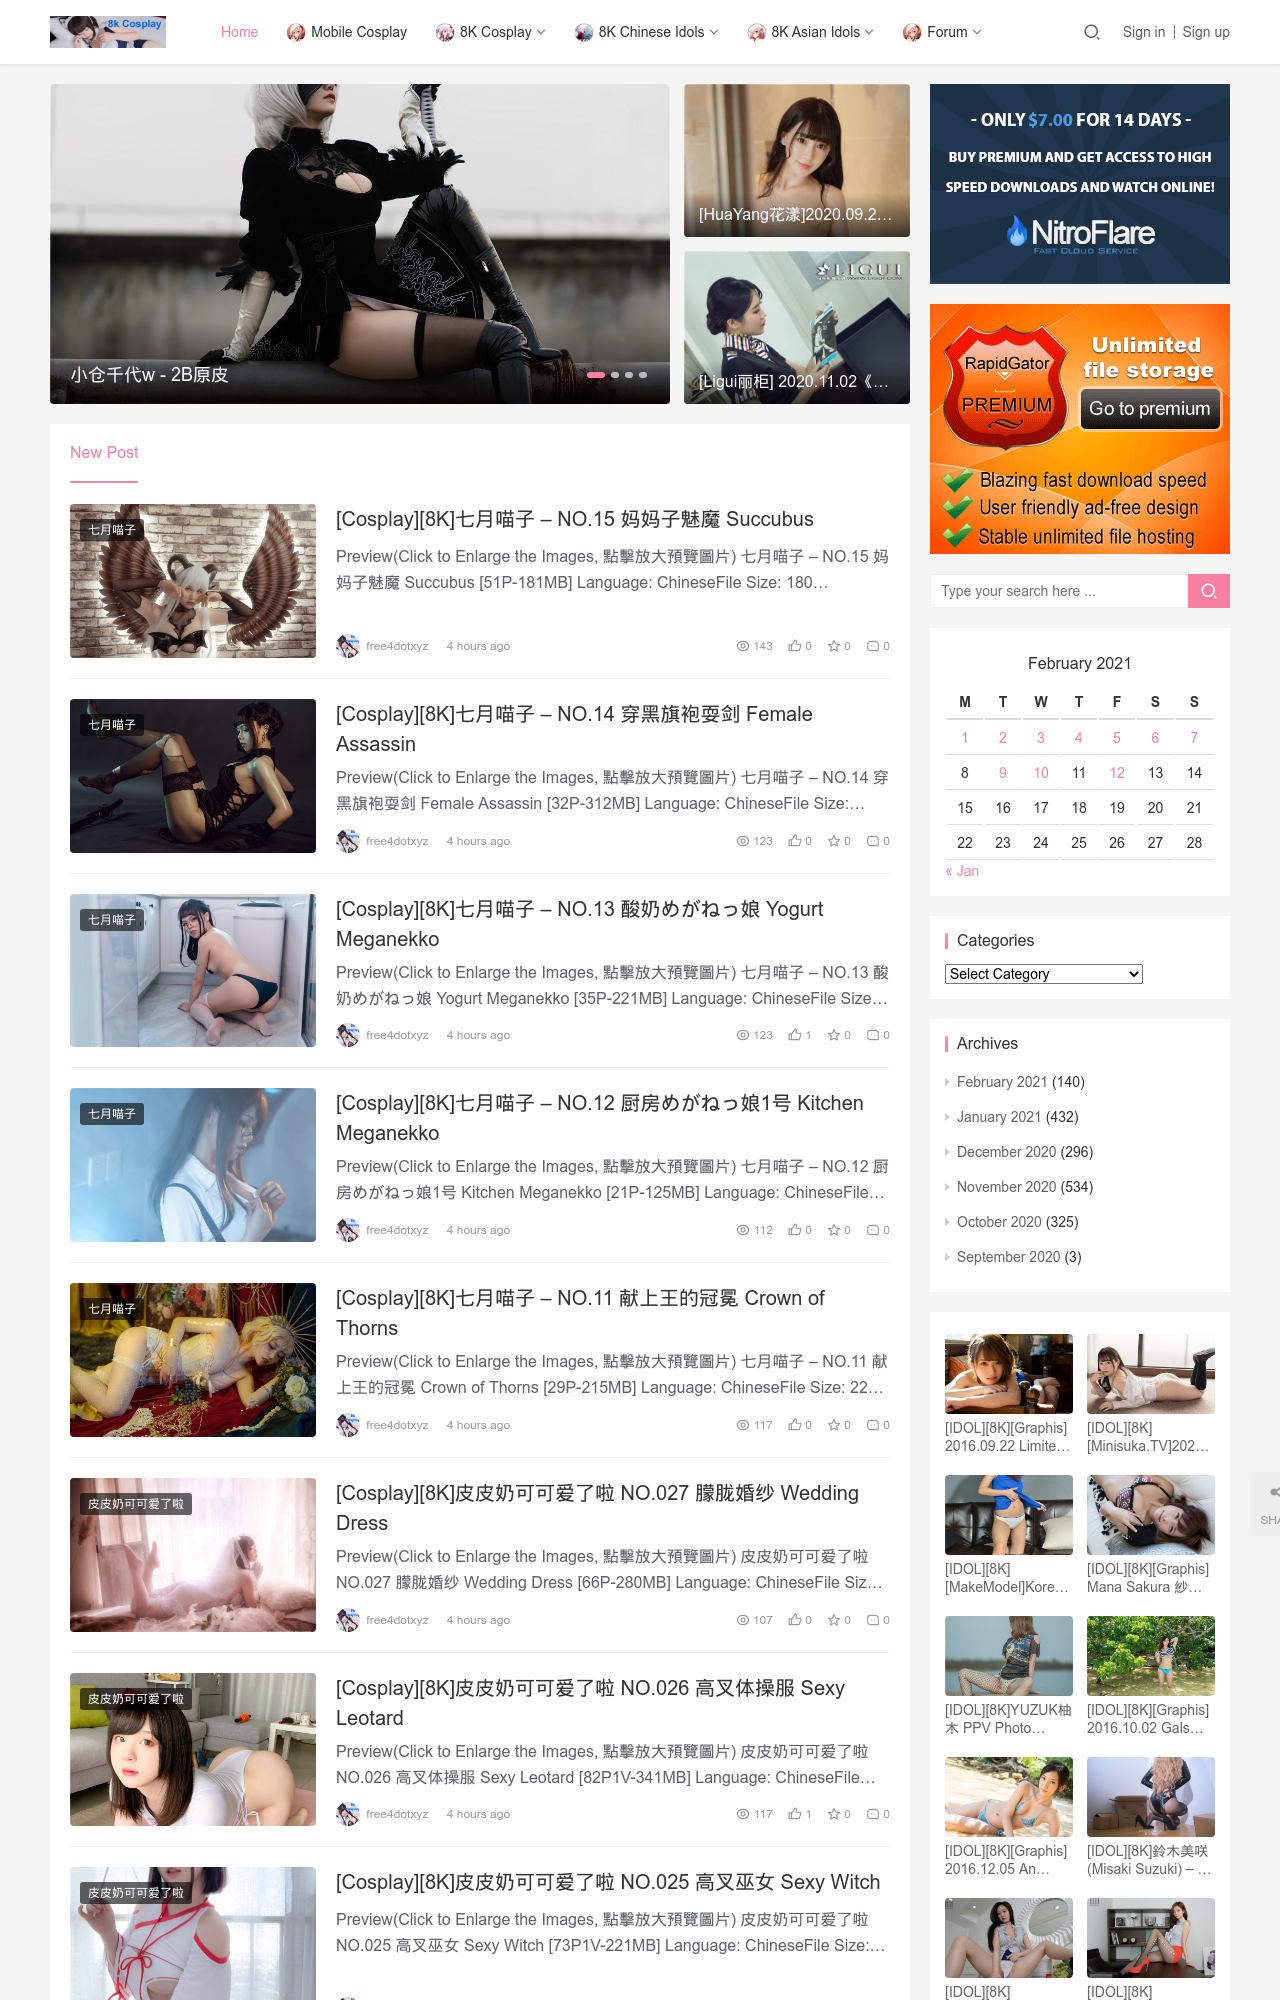 8k Cosplay
Home
Mobile Cosplay
8K Cosplay
8K Chinese Idols
8K Asian Idols
Forum
Sign in | Sign up
小仓千代w - 2B原皮
[HuaYang花漾]2020.09.2…
LIGUI
[Ligui丽柜] 2020.11.02《…
- ONLY $7.00 FOR 14 DAYS -
BUY PREMIUM AND GET ACCESS TO HIGH
SPEED DOWNLOADS AND WATCH ONLINE!
NitroFlare
FAST CLOUD SERVICE
RapidGator
PREMIUM
Unlimited
file storage
Go to premium
Blazing fast download speed
User friendly ad-free design
Stable unlimited file hosting
New Post
七月喵子
[Cosplay][8K]七月喵子 – NO.15 妈妈子魅魔 Succubus
Preview(Click to Enlarge the Images, 點擊放大預覽圖片) 七月喵子 – NO.15 妈
妈子魅魔 Succubus [51P-181MB] Language: ChineseFile Size: 180…
free4dotxyz 4 hours ago 143 0 0 0
七月喵子
[Cosplay][8K]七月喵子 – NO.14 穿黑旗袍耍剑 Female
Assassin
Preview(Click to Enlarge the Images, 點擊放大預覽圖片) 七月喵子 – NO.14 穿
黑旗袍耍剑 Female Assassin [32P-312MB] Language: ChineseFile Size:…
free4dotxyz 4 hours ago 123 0 0 0
七月喵子
[Cosplay][8K]七月喵子 – NO.13 酸奶めがねっ娘 Yogurt
Meganekko
Preview(Click to Enlarge the Images, 點擊放大預覽圖片) 七月喵子 – NO.13 酸
奶めがねっ娘 Yogurt Meganekko [35P-221MB] Language: ChineseFile Size…
free4dotxyz 4 hours ago 123 1 0 0
七月喵子
[Cosplay][8K]七月喵子 – NO.12 厨房めがねっ娘1号 Kitchen
Meganekko
Preview(Click to Enlarge the Images, 點擊放大預覽圖片) 七月喵子 – NO.12 厨
房めがねっ娘1号 Kitchen Meganekko [21P-125MB] Language: ChineseFile…
free4dotxyz 4 hours ago 112 0 0 0
七月喵子
[Cosplay][8K]七月喵子 – NO.11 献上王的冠冕 Crown of
Thorns
Preview(Click to Enlarge the Images, 點擊放大預覽圖片) 七月喵子 – NO.11 献
上王的冠冕 Crown of Thorns [29P-215MB] Language: ChineseFile Size: 22…
free4dotxyz 4 hours ago 117 0 0 0
皮皮奶可可爱了啦
[Cosplay][8K]皮皮奶可可爱了啦 NO.027 朦胧婚纱 Wedding
Dress
Preview(Click to Enlarge the Images, 點擊放大預覽圖片) 皮皮奶可可爱了啦
NO.027 朦胧婚纱 Wedding Dress [66P-280MB] Language: ChineseFile Siz…
free4dotxyz 4 hours ago 107 0 0 0
皮皮奶可可爱了啦
[Cosplay][8K]皮皮奶可可爱了啦 NO.026 高叉体操服 Sexy
Leotard
Preview(Click to Enlarge the Images, 點擊放大預覽圖片) 皮皮奶可可爱了啦
NO.026 高叉体操服 Sexy Leotard [82P1V-341MB] Language: ChineseFile…
free4dotxyz 4 hours ago 117 1 0 0
皮皮奶可可爱了啦
[Cosplay][8K]皮皮奶可可爱了啦 NO.025 高叉巫女 Sexy Witch
Preview(Click to Enlarge the Images, 點擊放大預覽圖片) 皮皮奶可可爱了啦
NO.025 高叉巫女 Sexy Witch [73P1V-221MB] Language: ChineseFile Size:…
Type your search here ...
February 2021
M T W T F S S
1 2 3 4 5 6 7
8 9 10 11 12 13 14
15 16 17 18 19 20 21
22 23 24 25 26 27 28
« Jan
Categories
Select Category
Archives
February 2021 (140)
January 2021 (432)
December 2020 (296)
November 2020 (534)
October 2020 (325)
September 2020 (3)
[IDOL][8K][Graphis]
2016.09.22 Limite…
[IDOL][8K]
[Minisuka.TV]202…
[IDOL][8K]
[MakeModel]Kore…
[IDOL][8K][Graphis]
Mana Sakura 紗…
[IDOL][8K]YUZUK柚
木 PPV Photo…
[IDOL][8K][Graphis]
2016.10.02 Gals…
[IDOL][8K][Graphis]
2016.12.05 An…
[IDOL][8K]鈴木美咲
(Misaki Suzuki) – …
[IDOL][8K]
[IDOL][8K]
SHA